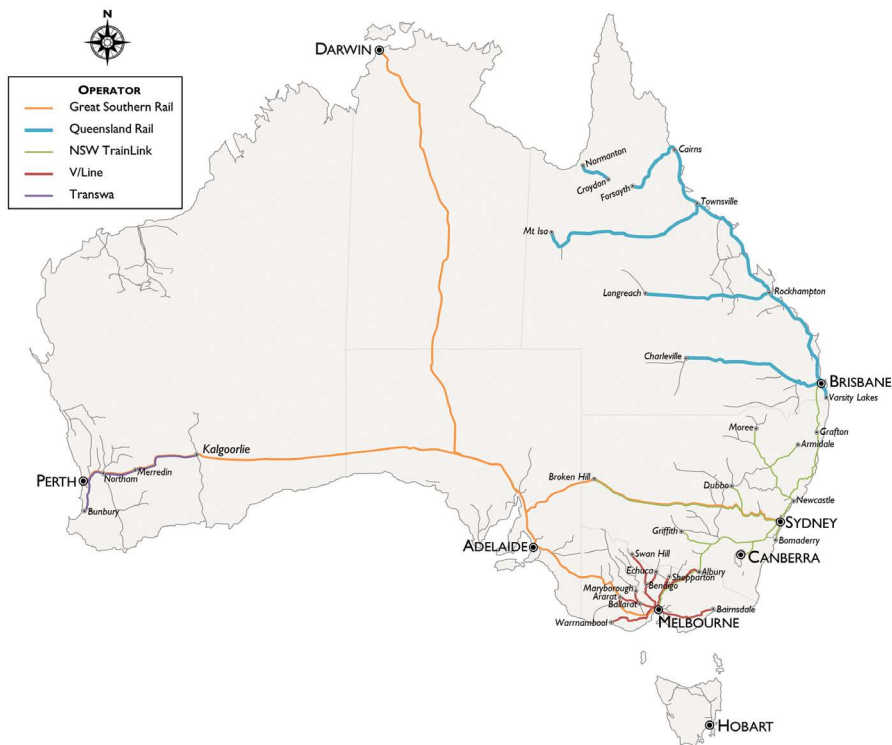 N
OPERATOR
Great Southern Rail
Queensland Rail
NSW TrainLink
V/Line
Transwa
DARWIN
Normanton
Cairns
Croydon
Forsayth
Townsville
Mt Isa
Longreach
Rockhampton
Charleville
BRISBANE
Varsity Lakes
Moree
Grafton
Armidale
Kalgoorlie
Broken Hill
Dubbo
Merredin
Northam
PERTH
Newcastle
Bunbury
SYDNEY
Griffith
Bomaderry
ADELAIDE
Swan Hill
CANBERRA
Echuca
Shepparton
Albury
Bendigo
Maryborough
Ararat
Ballarat
Bairnsdale
Warrnambool
MELBOURNE
HOBART